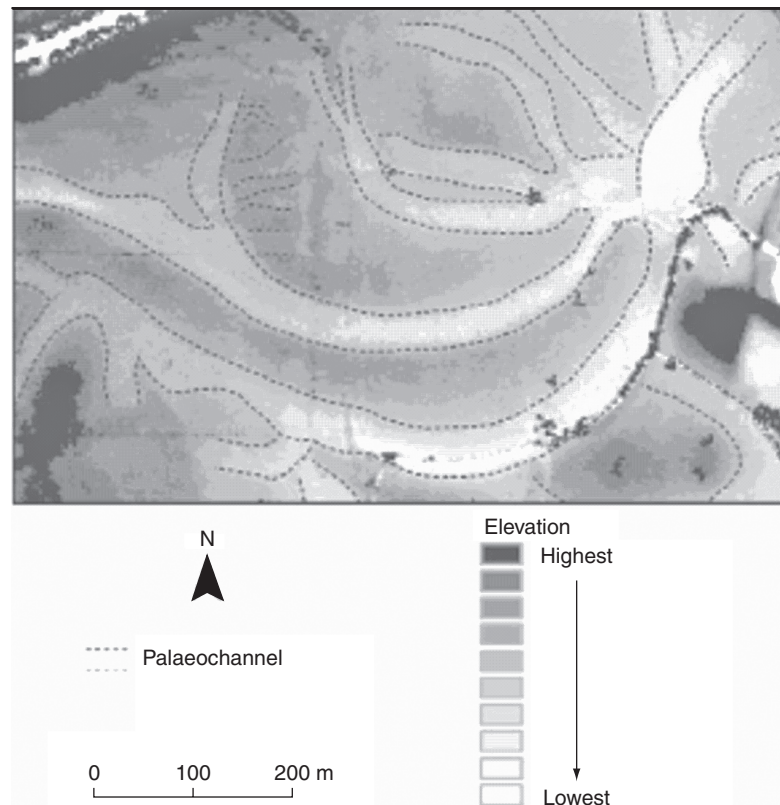 N
Palaeochannel
0 100 200 m
Elevation
Highest
Lowest